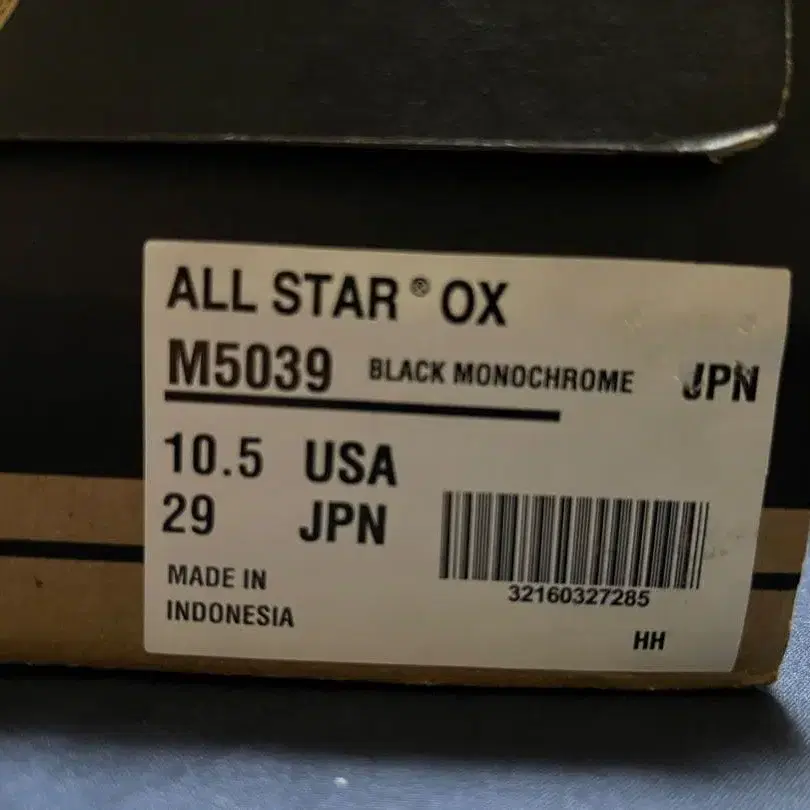 ALL STAR® OX
M5039 BLACK MONOCHROME JPN
10.5 USA
29 JPN
MADE IN
INDONESIA
32160327285
HH